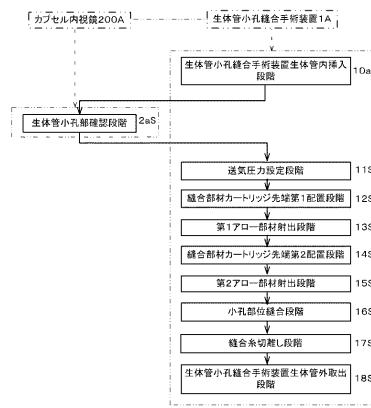 カプセル内視鏡200A
生体管小孔縫合手術装置1A
生体管小孔縫合手術装置生体管内挿入
段階
10a
生体管小孔部確認段階
2aS
送気圧力設定段階
11S
縫合部材カートリッジ先端第1配置段階
12S
第1アロー部材射出段階
13S
縫合部材カートリッジ先端第2配置段階
14S
第2アロー部材射出段階
15S
小孔部位縫合段階
16S
縫合糸切離し段階
17S
生体管小孔縫合手術装置生体管外取出
段階
18S